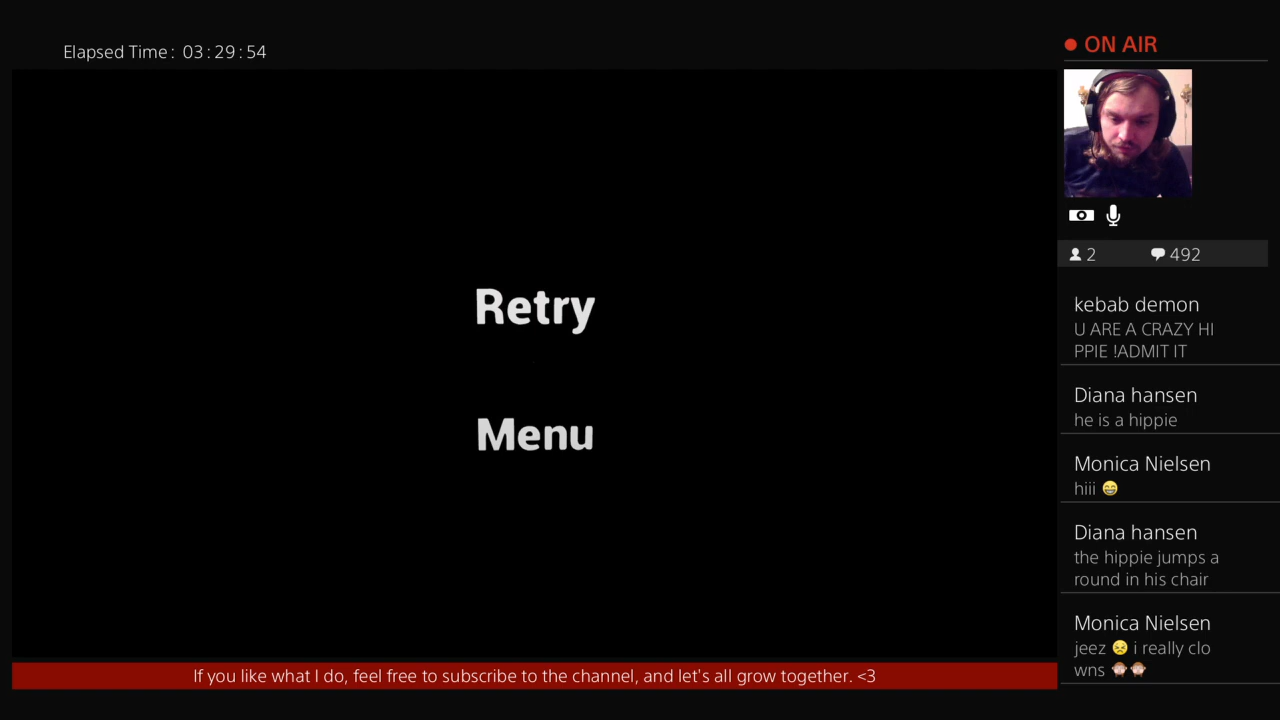 Elapsed Time: 03:29:54
ON AIR
2
492
Retry
Menu
kebab demon
U ARE A CRAZY HI
PPIE !ADMIT IT
Diana hansen
he is a hippie
Monica Nielsen
hiii 😁
Diana hansen
the hippie jumps a
round in his chair
Monica Nielsen
jeez 😣 i really clo
wns 🙊🙊
If you like what I do, feel free to subscribe to the channel, and let's all grow together. <3